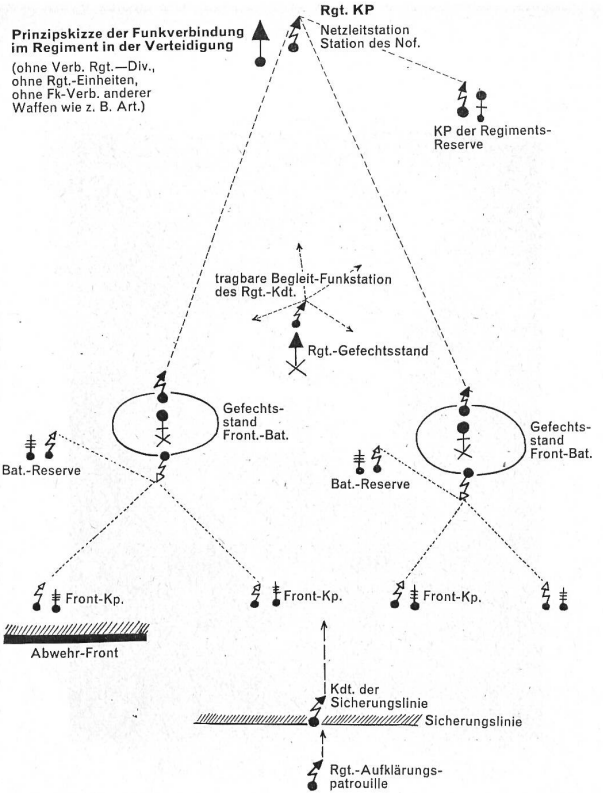 Prinzipskizze der Funkverbindung
im Regiment in der Verteidigung
(ohne Verb. Rgt.—Div.,
ohne Rgt.-Einheiten,
ohne Fk-Verb. anderer
Waffen wie z. B. Art.)
Rgt. KP
Netzleitstation
Station des Nof.
KP der Regiments-
Reserve
tragbare Begleit-Funkstation
des Rgt.-Kdt.
Rgt.-Gefechtsstand
Gefechts-
stand
Front.-Bat.
Gefechts-
stand
Front-Bat.
Bat.-Reserve
Bat.-Reserve
Front-Kp.
Front-Kp.
Front-Kp.
Abwehr-Front
Kdt. der
Sicherungslinie
Sicherungslinie
Rgt.-Aufklärungs-
patrouille